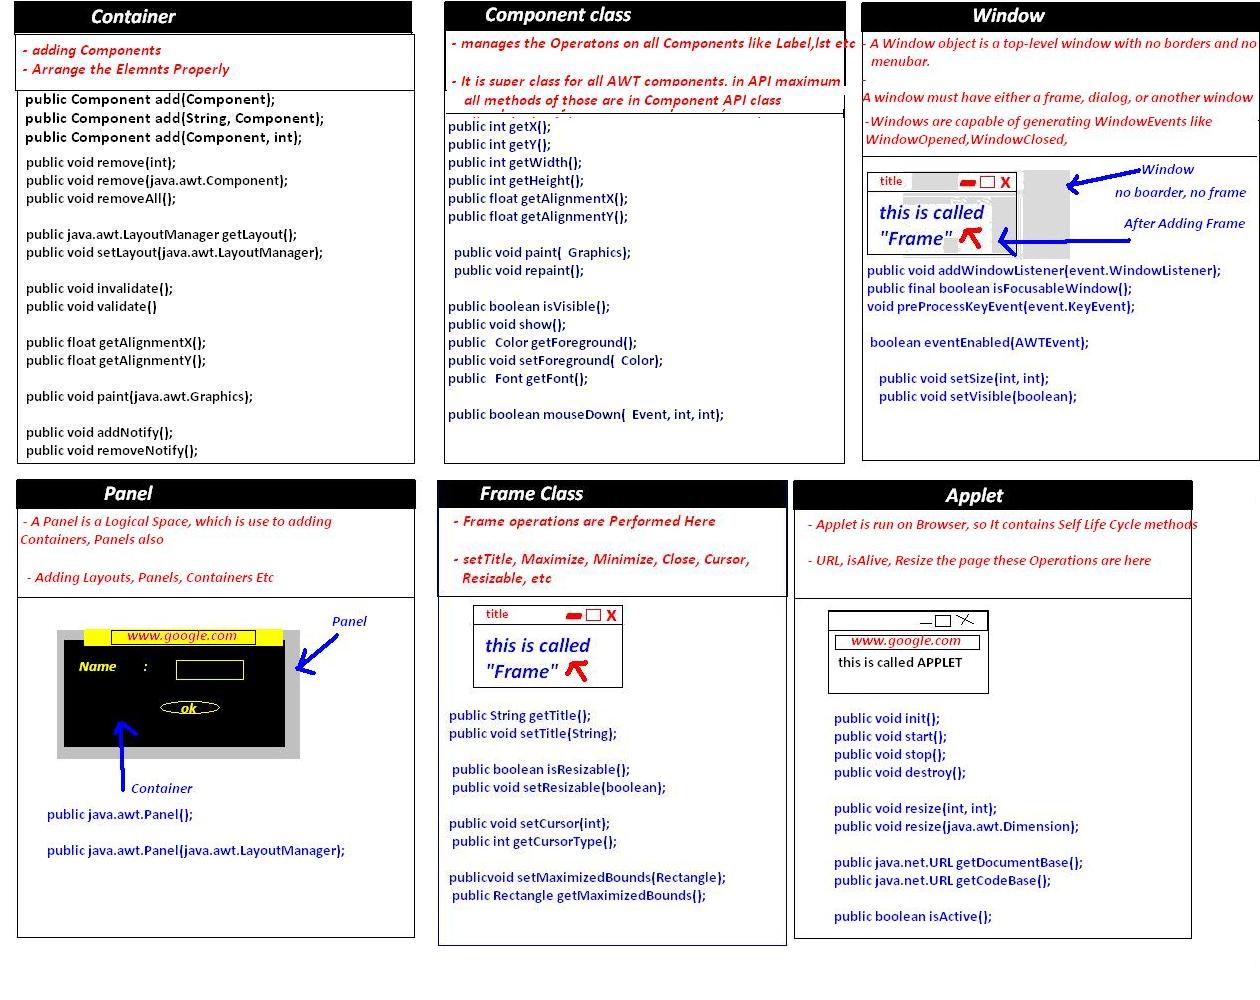 Container
- adding Components
- Arrange the Elemnts Properly
public Component add(Component);
public Component add(String, Component);
public Component add(Component, int);
public void remove(int);
public void remove(java.awt.Component);
public void removeAll();
public java.awt.LayoutManager getLayout();
public void setLayout(java.awt.LayoutManager);
public void invalidate();
public void validate()
public float getAlignmentX();
public float getAlignmentY();
public void paint(java.awt.Graphics);
public void addNotify();
public void removeNotify();
Component class
- manages the Operatons on all Components like Label,lst etc
- It is super class for all AWT components. in API maximum
all methods of those are in Component API class
public int getX();
public int getY();
public int getWidth();
public int getHeight();
public float getAlignmentX();
public float getAlignmentY();
public void paint( Graphics);
public void repaint();
public boolean isVisible();
public void show();
public Color getForeground();
public void setForeground( Color);
public Font getFont();
public boolean mouseDown( Event, int, int);
Window
- A Window object is a top-level window with no borders and no
menubar.
-
A window must have either a frame, dialog, or another window
-Windows are capable of generating WindowEvents like
WindowOpened,WindowClosed,
title X
this is called
"Frame"
Window
no boarder, no frame
After Adding Frame
public void addWindowListener(event.WindowListener);
public final boolean isFocusableWindow();
void preProcessKeyEvent(event.KeyEvent);
boolean eventEnabled(AWTEvent);
public void setSize(int, int);
public void setVisible(boolean);
Panel
- A Panel is a Logical Space, which is use to adding
Containers, Panels also
- Adding Layouts, Panels, Containers Etc
www.google.com
Name :
ok
Panel
Container
public java.awt.Panel();
public java.awt.Panel(java.awt.LayoutManager);
Frame Class
- Frame operations are Performed Here
- setTitle, Maximize, Minimize, Close, Cursor,
Resizable, etc
title X
this is called
"Frame"
public String getTitle();
public void setTitle(String);
public boolean isResizable();
public void setResizable(boolean);
public void setCursor(int);
public int getCursorType();
publicvoid setMaximizedBounds(Rectangle);
public Rectangle getMaximizedBounds();
Applet
- Applet is run on Browser, so It contains Self Life Cycle methods
- URL, isAlive, Resize the page these Operations are here
www.google.com
this is called APPLET
public void init();
public void start();
public void stop();
public void destroy();
public void resize(int, int);
public void resize(java.awt.Dimension);
public java.net.URL getDocumentBase();
public java.net.URL getCodeBase();
public boolean isActive();